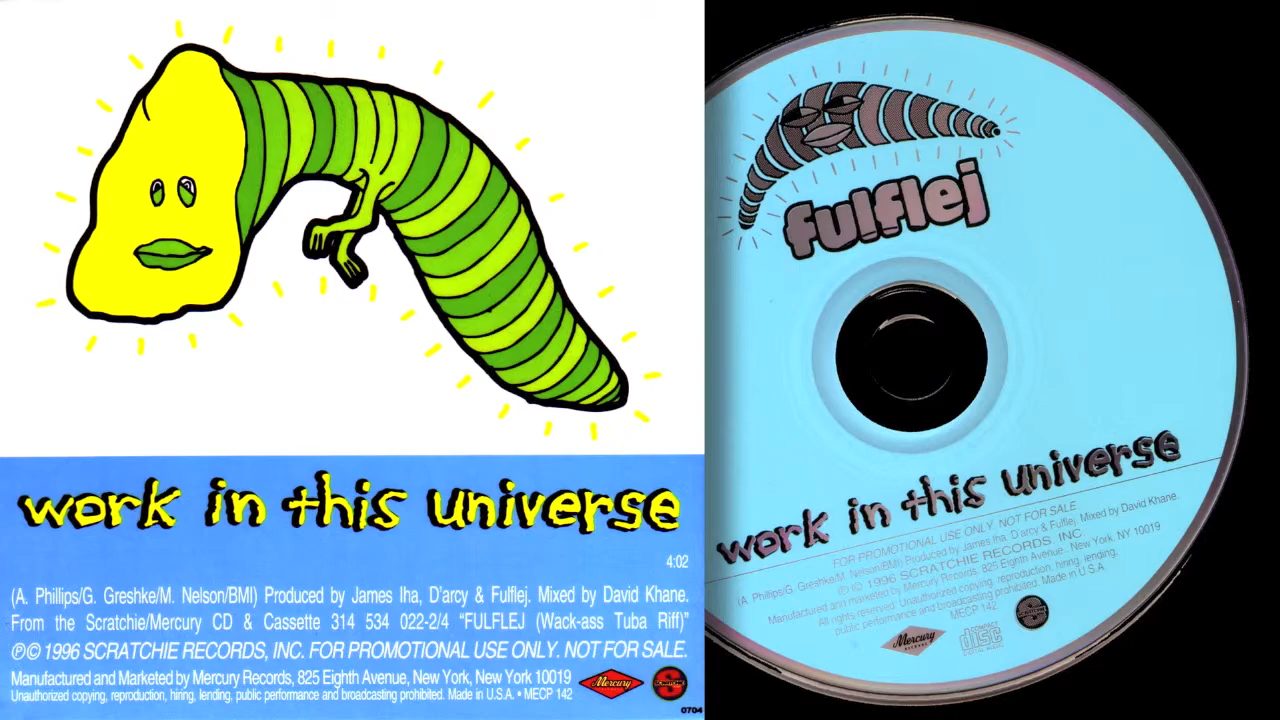 work in this universe
4:02
(A. Phillips/G. Greshke/M. Nelson/BMI) Produced by James Iha, D'arcy & Fulflej. Mixed by David Khane.
From the Scratchie/Mercury CD & Cassette 314 534 022-2/4 "FULFLEJ (Wack-ass Tuba Riff)"
℗© 1996 SCRATCHIE RECORDS, INC. FOR PROMOTIONAL USE ONLY. NOT FOR SALE.
Manufactured and Marketed by Mercury Records, 825 Eighth Avenue, New York, New York 10019
Unauthorized copying, reproduction, hiring, lending, public performance and broadcasting prohibited. Made in U.S.A. • MECP 142
Mercury
SCRATCHIE
0704
fulflej
work in this universe
FOR PROMOTIONAL USE ONLY. NOT FOR SALE
(A. Phillips/G. Greshke/M. Nelson/BMI) Produced by James Iha, D'arcy & Fulflej. Mixed by David Khane.
℗© 1996 SCRATCHIE RECORDS, INC.
Manufactured and marketed by Mercury Records, 825 Eighth Avenue, New York, NY 10019
All rights reserved. Unauthorized copying, reproduction, hiring, lending,
public performance and broadcasting prohibited. Made in U.S.A.
MECP 142
Mercury
RECORDS
COMPACT
disc
DIGITAL AUDIO
SCRATCHIE